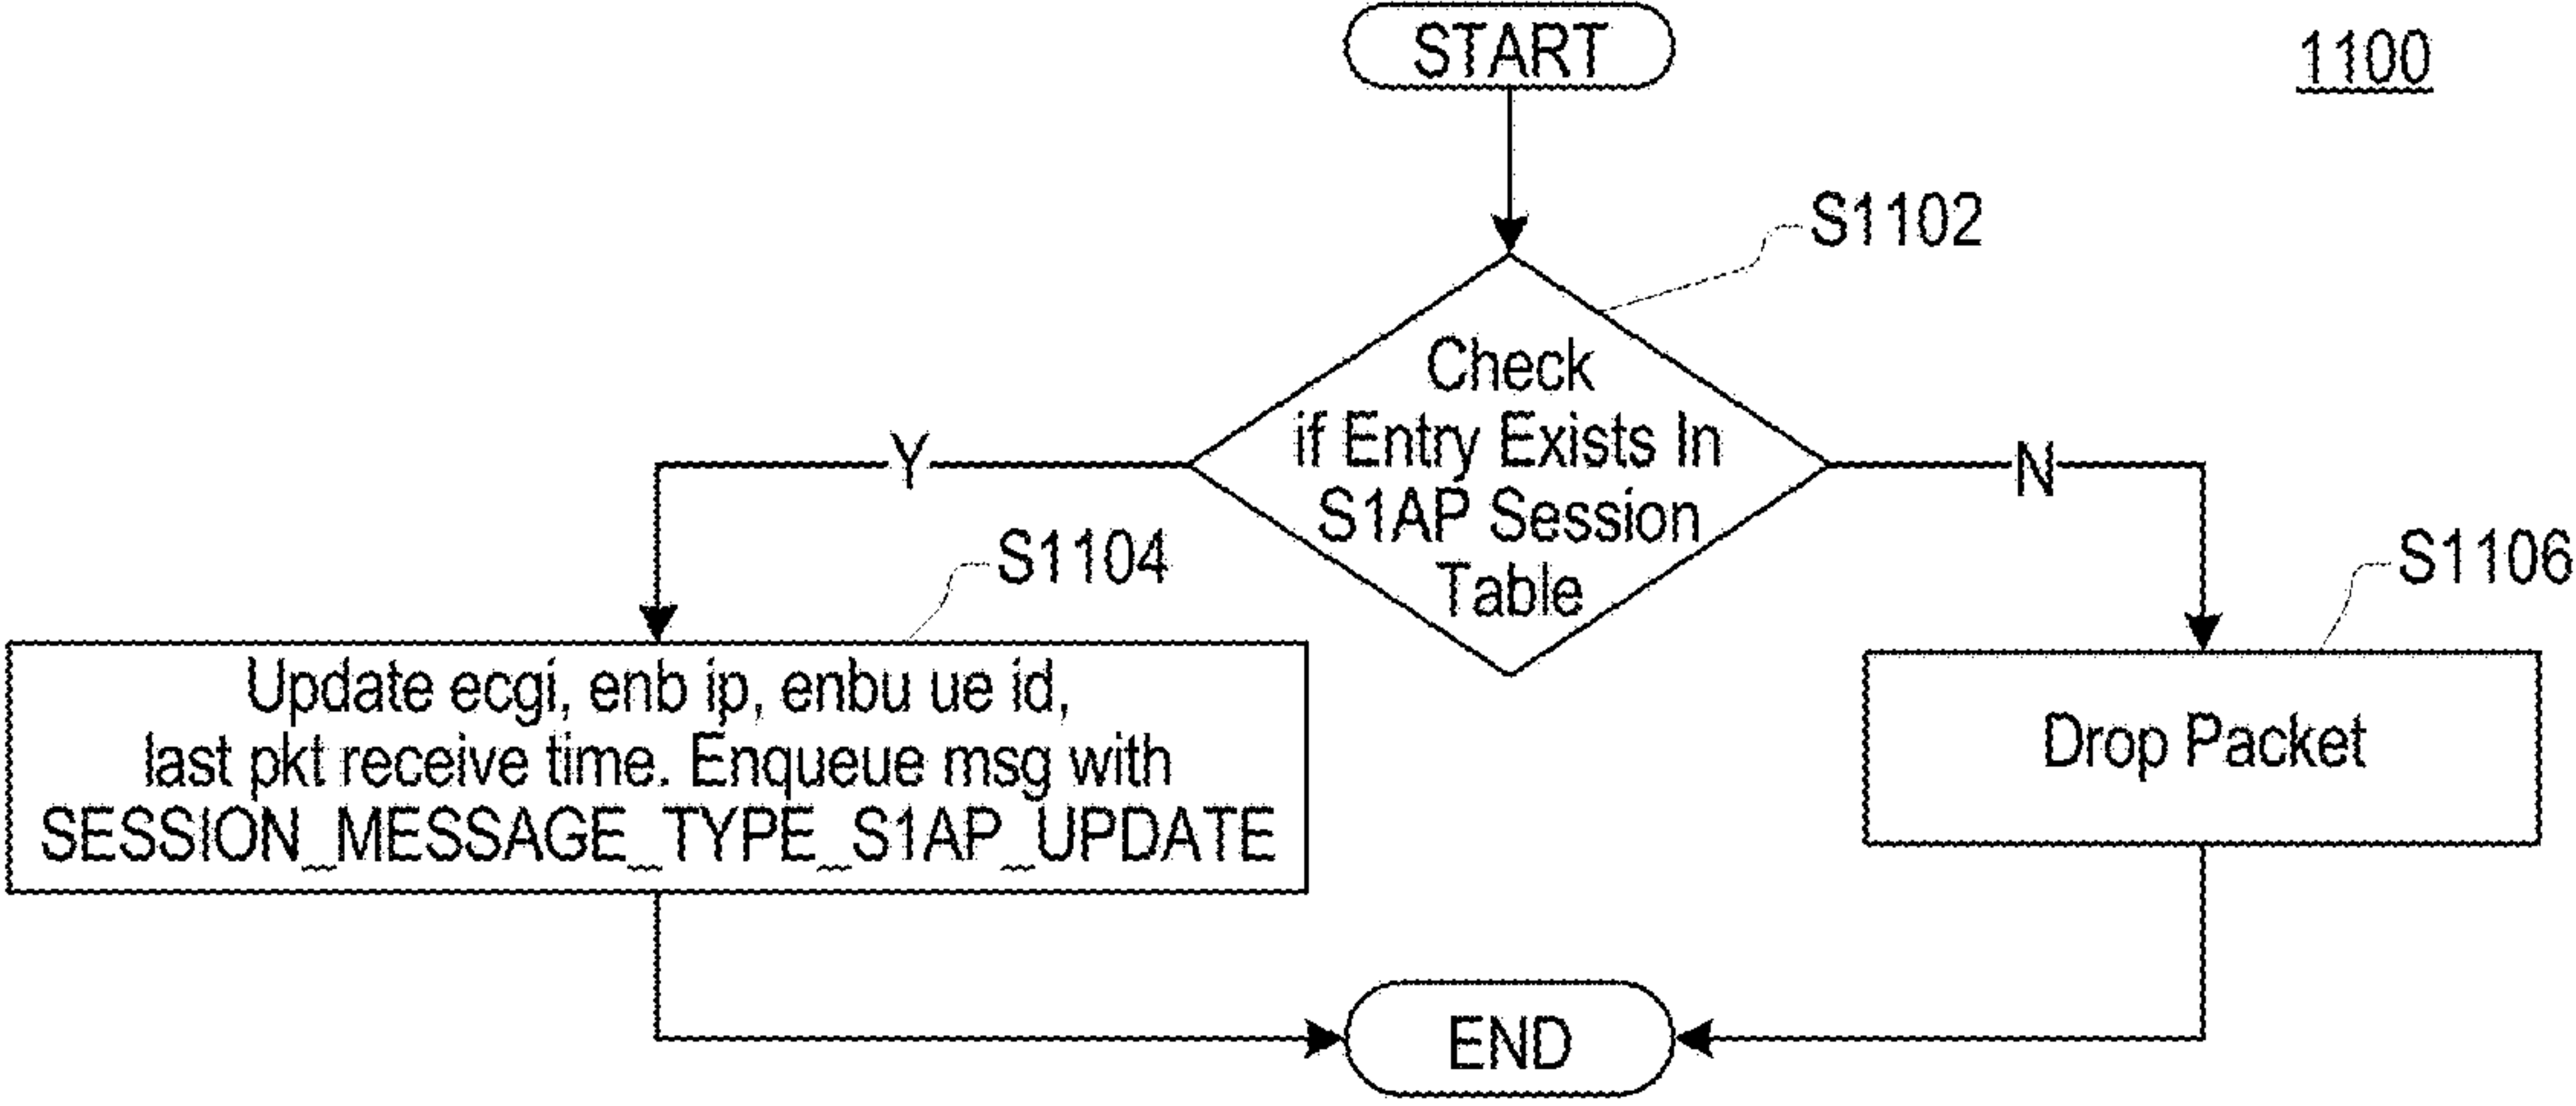 START
1100
S1102
Check
if Entry Exists In
S1AP Session
Table
Y
N
S1104
S1106
Update ecgi, enb ip, enbu ue id,
last pkt receive time. Enqueue msg with
SESSION_MESSAGE_TYPE_S1AP_UPDATE
Drop Packet
END